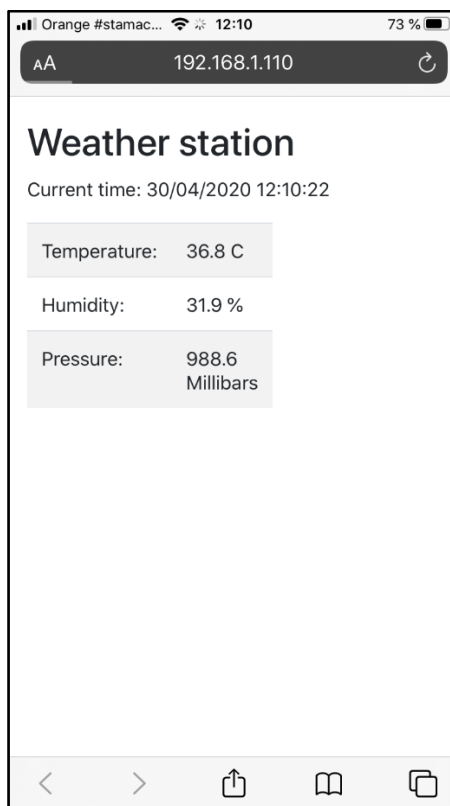 Orange #stamac... 12:10 73 %
AA 192.168.1.110
Weather station
Current time: 30/04/2020 12:10:22
Temperature: 36.8 C
Humidity: 31.9 %
Pressure: 988.6
Millibars